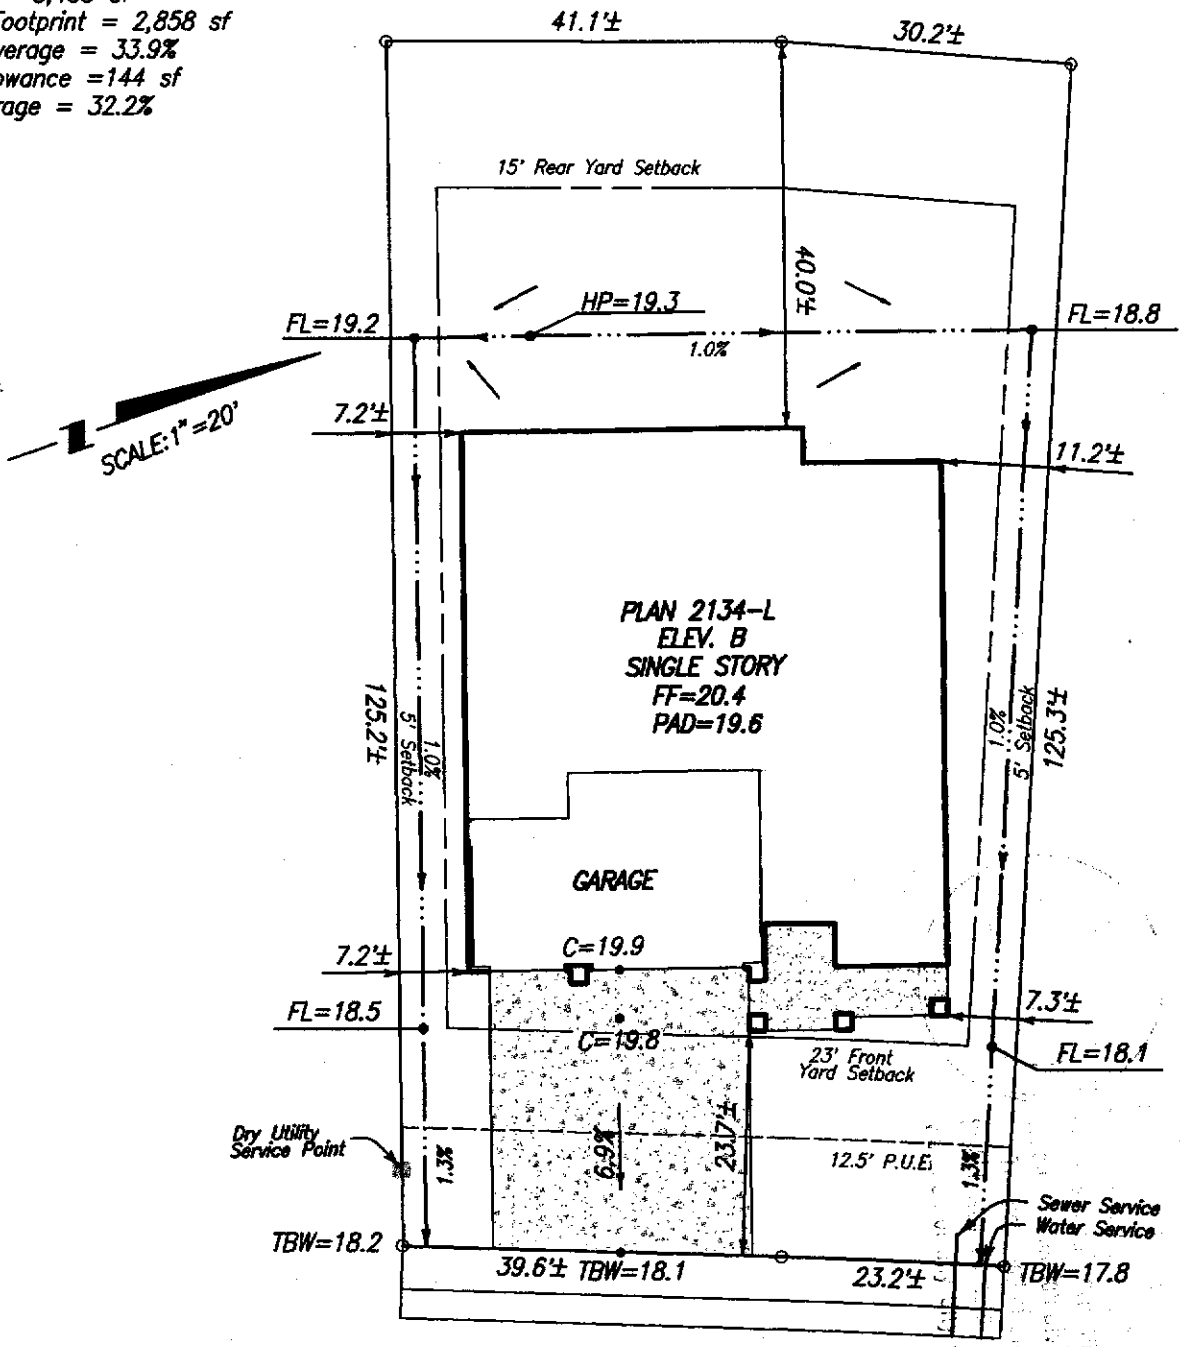 Footprint = 2,858 sf
verage = 33.9%
owance =144 sf
rage = 32.2%
41.1'±
30.2'±
15' Rear Yard Setback
40.0'±
HP=19.3
FL=19.2
FL=18.8
1.0%
SCALE: 1"=20'
7.2'±
11.2'±
PLAN 2134-L
ELEV. B
SINGLE STORY
FF=20.4
PAD=19.6
125.2'±
5' Setback
1.0%
1.0%
5' Setback
125.3'±
GARAGE
C=19.9
7.2'±
7.3'±
FL=18.5
C=19.8
23' Front
Yard Setback
FL=18.1
Dry Utility
Service Point
1.3%
6.9%
23.7'±
12.5' P.U.E.
1.3%
Sewer Service
Water Service
TBW=18.2
39.6'±
TBW=18.1
23.2'±
TBW=17.8